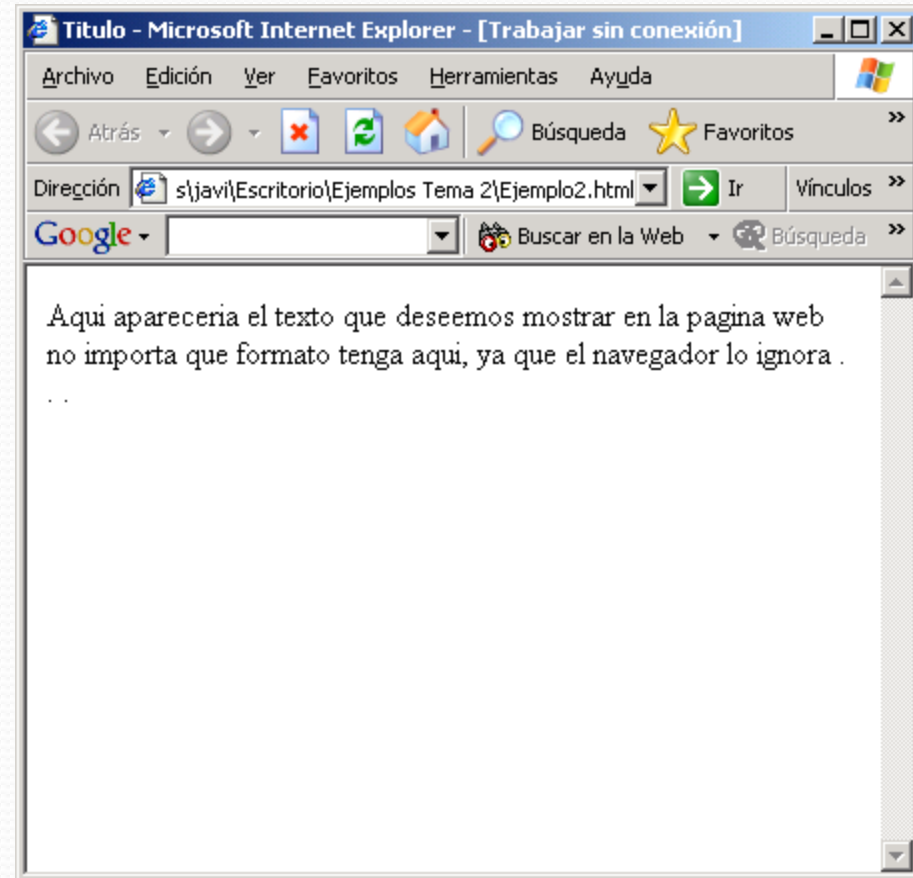 Titulo - Microsoft Internet Explorer - [Trabajar sin conexión]
Archivo Edición Ver Favoritos Herramientas Ayuda
Atrás Búsqueda Favoritos »
Dirección s\javi\Escritorio\Ejemplos Tema 2\Ejemplo2.html Ir Vínculos »
Google Buscar en la Web Búsqueda »
Aqui apareceria el texto que deseemos mostrar en la pagina web
no importa que formato tenga aqui, ya que el navegador lo ignora .
. .